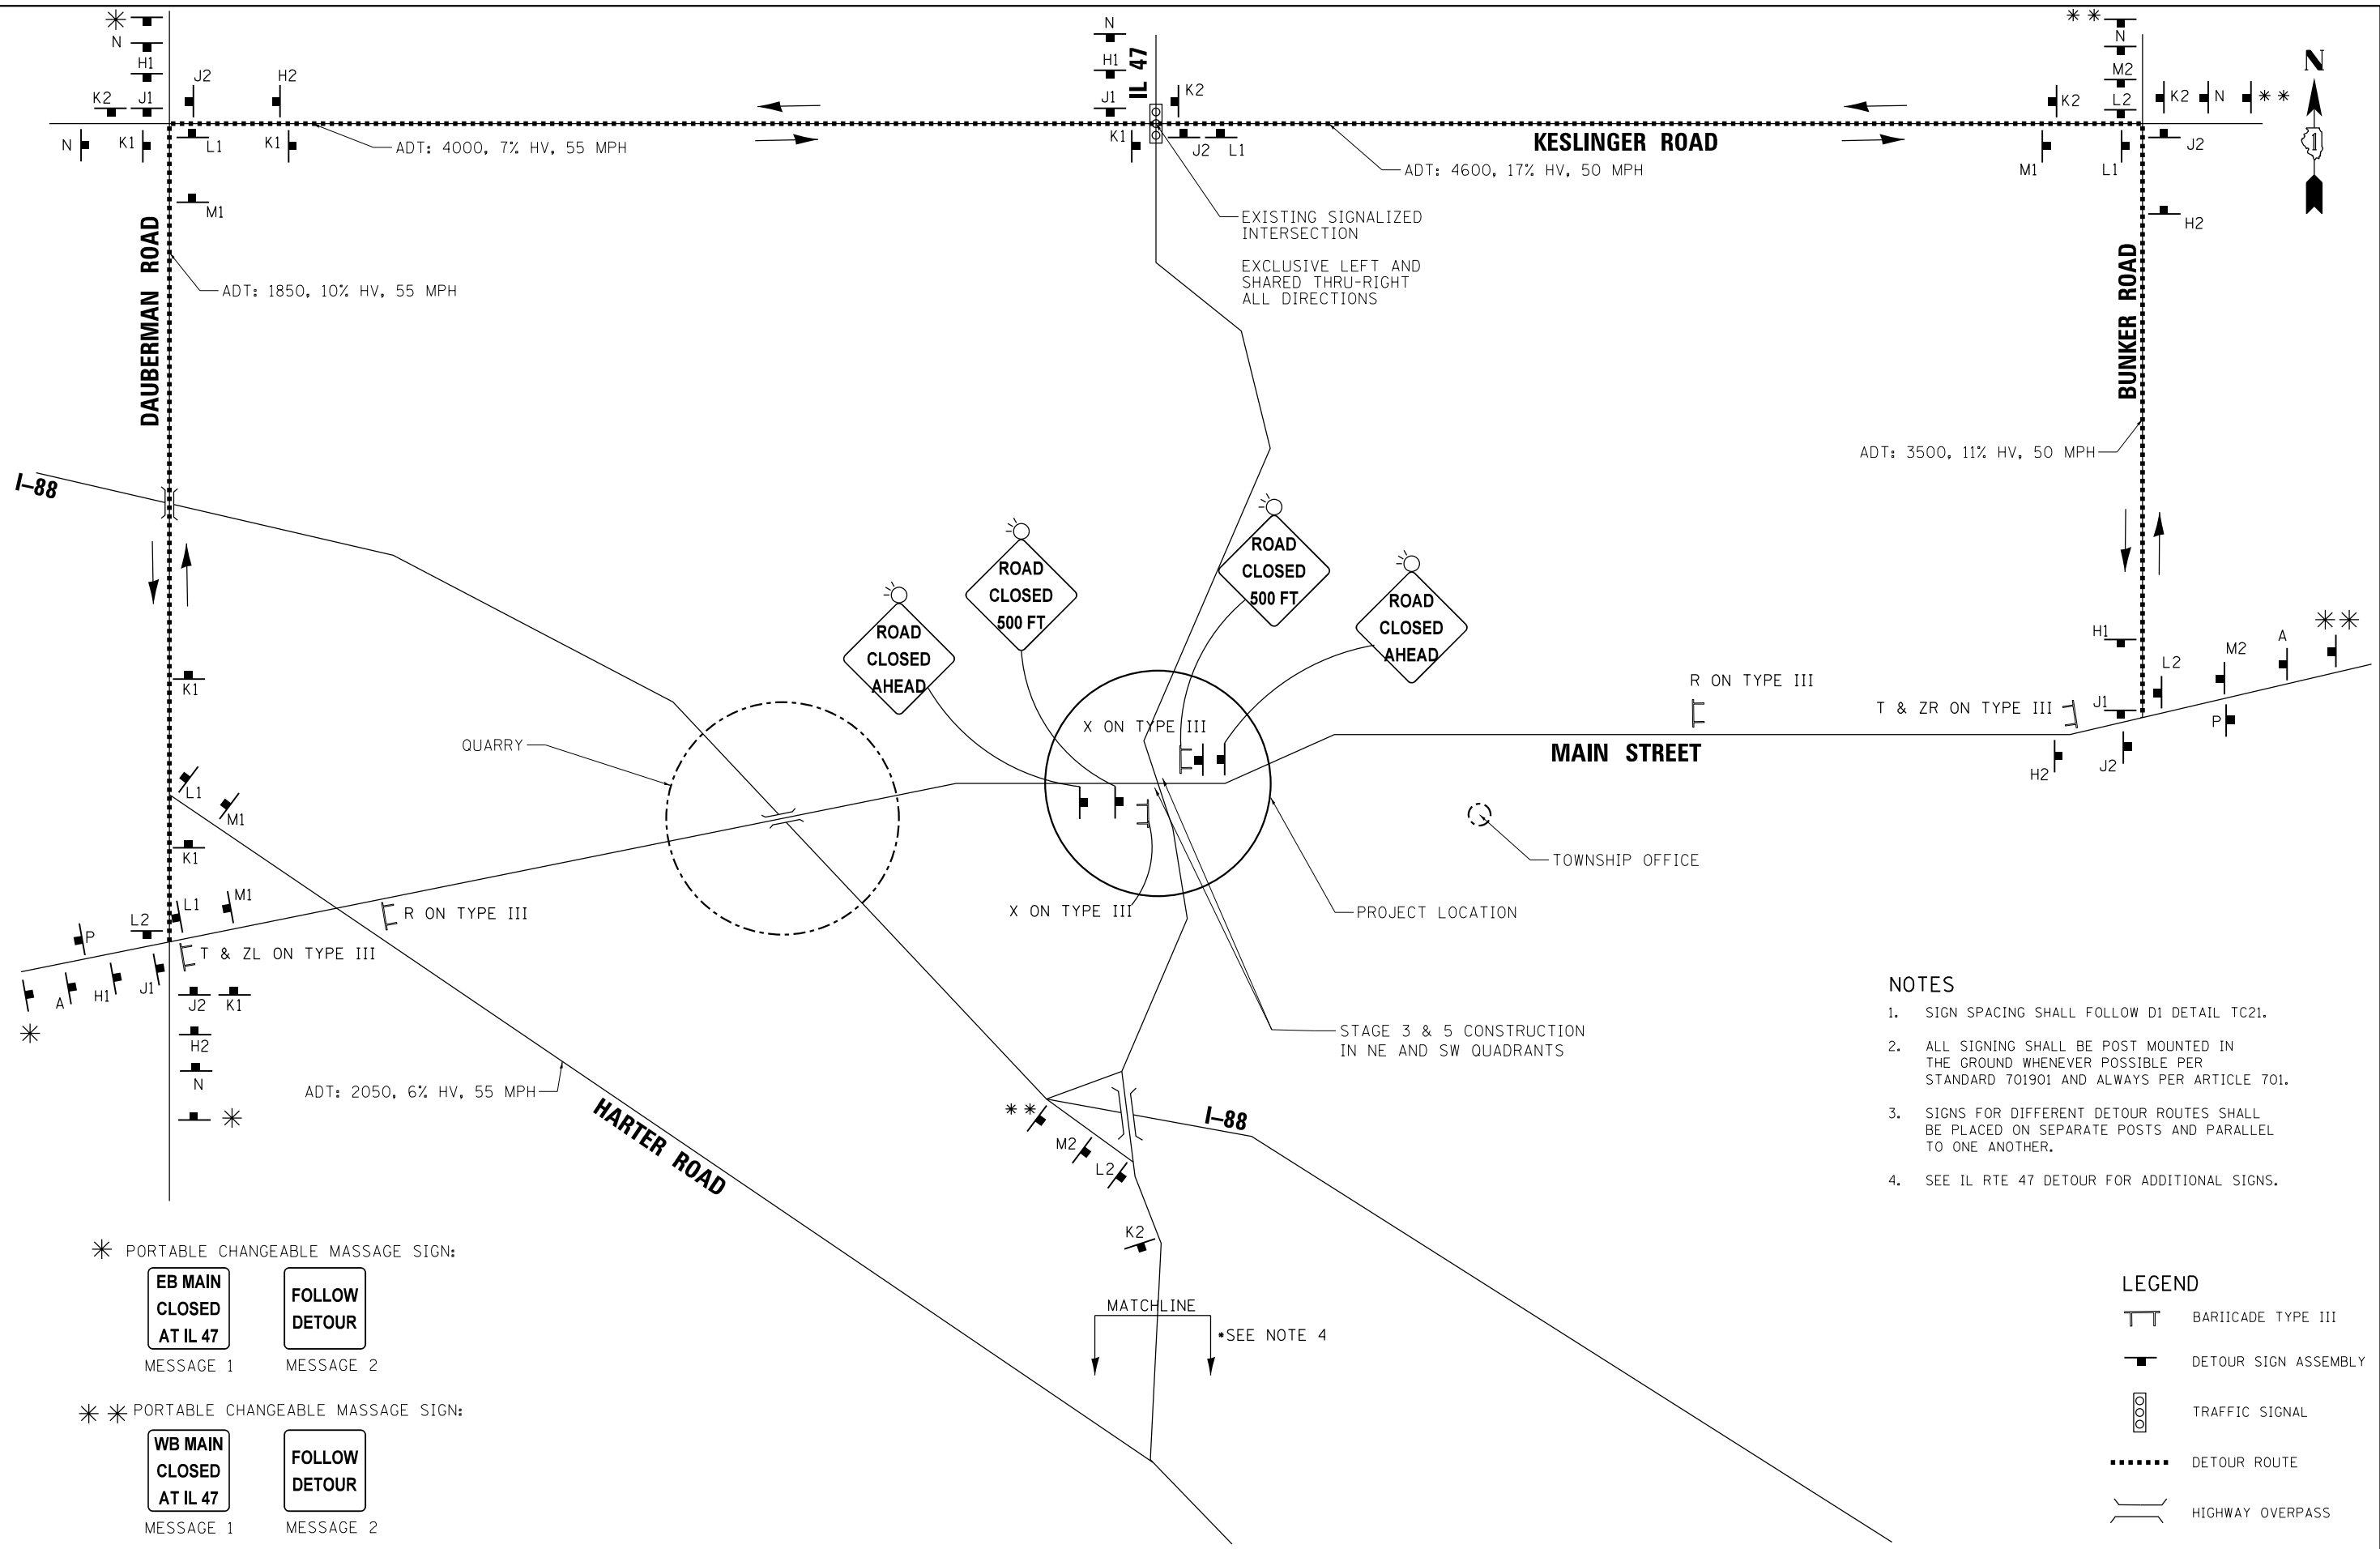 N
H1
K2
J1
J2
H2
N
K1
L1
K1
M1
ADT: 4000, 7% HV, 55 MPH
DAUBERMAN ROAD
ADT: 1850, 10% HV, 55 MPH
N
H1
J1
IL 47
K2
K1
J2
L1
EXISTING SIGNALIZED
INTERSECTION
EXCLUSIVE LEFT AND
SHARED THRU-RIGHT
ALL DIRECTIONS
KESLINGER ROAD
ADT: 4600, 17% HV, 50 MPH
N
M2
L2
K2
K2
N
M1
L1
J2
H2
N
1
BUNKER ROAD
ADT: 3500, 11% HV, 50 MPH
I-88
ROAD
CLOSED
AHEAD
ROAD
CLOSED
500 FT
ROAD
CLOSED
500 FT
ROAD
CLOSED
AHEAD
H1
L2
M2
A
J1
P
H2
J2
R ON TYPE III
T & ZR ON TYPE III
MAIN STREET
X ON TYPE III
QUARRY
K1
L1
M1
K1
L1
M1
L2
P
R ON TYPE III
T & ZL ON TYPE III
A
H1
J1
J2
K1
H2
N
X ON TYPE III
TOWNSHIP OFFICE
PROJECT LOCATION
STAGE 3 & 5 CONSTRUCTION
IN NE AND SW QUADRANTS
ADT: 2050, 6% HV, 55 MPH
HARTER ROAD
I-88
M2
L2
K2
MATCHLINE
*SEE NOTE 4
NOTES
1. SIGN SPACING SHALL FOLLOW D1 DETAIL TC21.
2. ALL SIGNING SHALL BE POST MOUNTED IN
THE GROUND WHENEVER POSSIBLE PER
STANDARD 701901 AND ALWAYS PER ARTICLE 701.
3. SIGNS FOR DIFFERENT DETOUR ROUTES SHALL
BE PLACED ON SEPARATE POSTS AND PARALLEL
TO ONE ANOTHER.
4. SEE IL RTE 47 DETOUR FOR ADDITIONAL SIGNS.
* PORTABLE CHANGEABLE MASSAGE SIGN:
EB MAIN
CLOSED
AT IL 47
FOLLOW
DETOUR
MESSAGE 1
MESSAGE 2
* * PORTABLE CHANGEABLE MASSAGE SIGN:
WB MAIN
CLOSED
AT IL 47
FOLLOW
DETOUR
MESSAGE 1
MESSAGE 2
LEGEND
BARIICADE TYPE III
DETOUR SIGN ASSEMBLY
TRAFFIC SIGNAL
DETOUR ROUTE
HIGHWAY OVERPASS